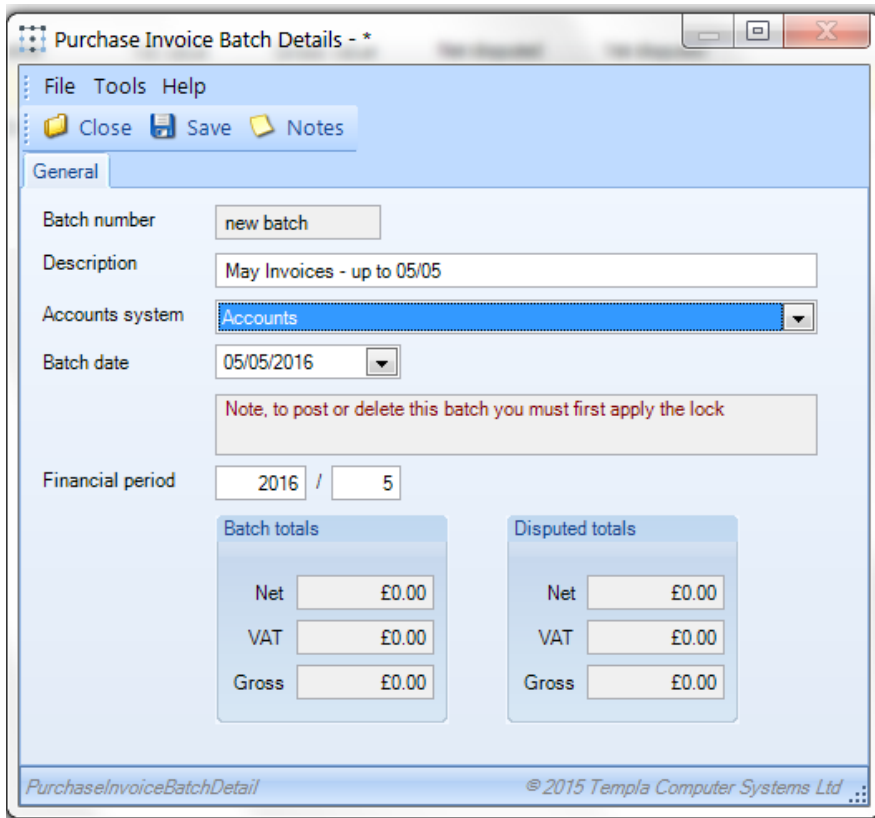 Purchase Invoice Batch Details - *
File Tools Help
Close Save Notes
General
Batch number new batch
Description May Invoices - up to 05/05
Accounts system Accounts
Batch date 05/05/2016
Note, to post or delete this batch you must first apply the lock
Financial period 2016 / 5
Batch totals Disputed totals
Net £0.00 Net £0.00
VAT £0.00 VAT £0.00
Gross £0.00 Gross £0.00
PurchaseInvoiceBatchDetail © 2015 Templa Computer Systems Ltd